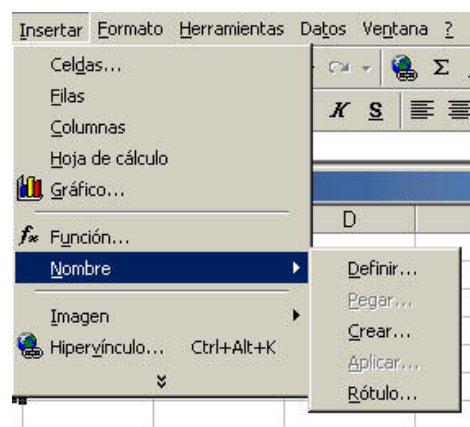 Insertar Formato Herramientas Datos Ventana ?
Celdas...
Filas
Σ
Columnas
K S
Hoja de cálculo
Gráfico...
D
fx Función...
Nombre
Definir...
Pegar...
Imagen
Crear...
Hipervínculo... Ctrl+Alt+K
Aplicar...
Rótulo...